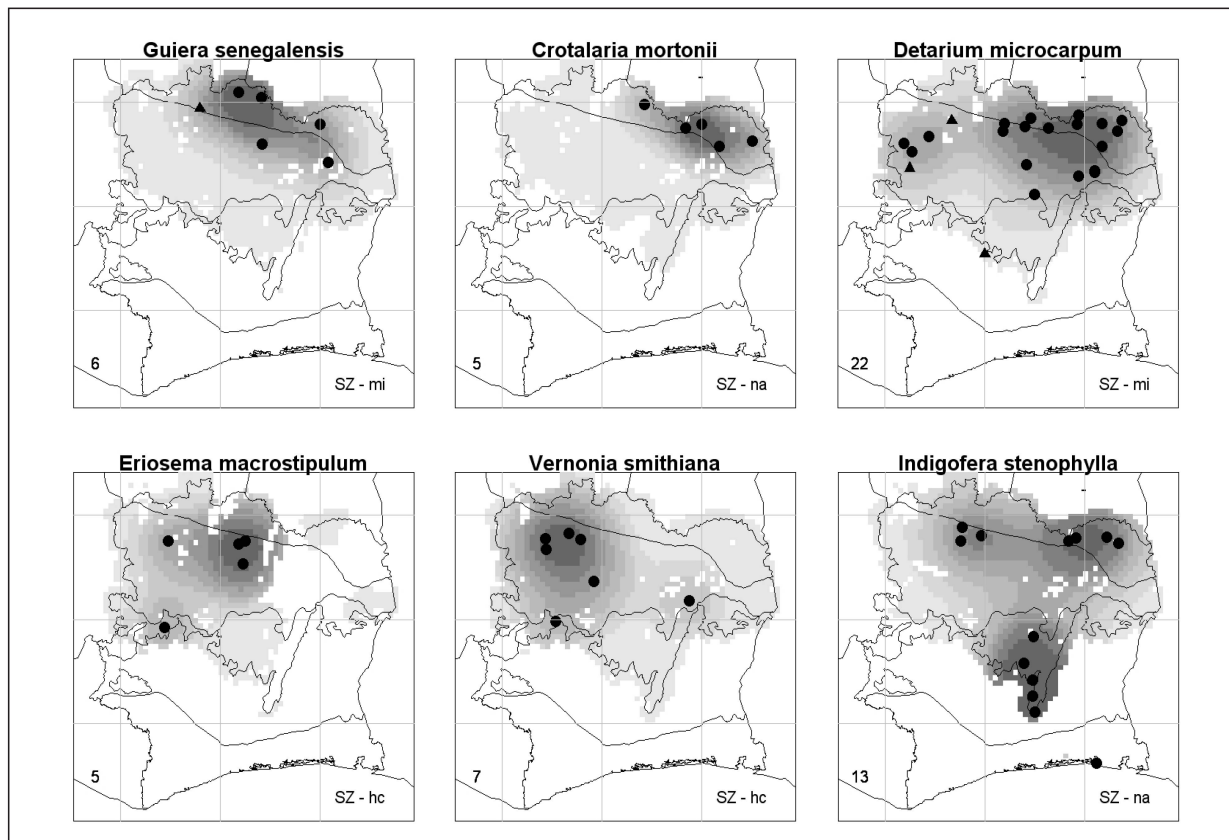 Guiera senegalensis
6
SZ - mi
Crotalaria mortonii
5
SZ - na
Detarium microcarpum
22
SZ - mi
Eriosema macrostipulum
5
SZ - hc
Vernonia smithiana
7
SZ - hc
Indigofera stenophylla
13
SZ - na